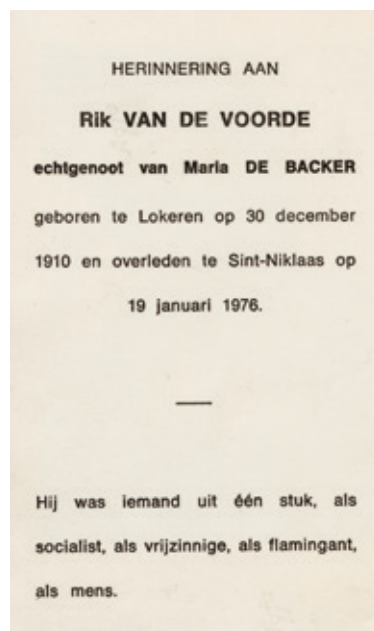 HERINNERING AAN
Rik VAN DE VOORDE
echtgenoot van Maria DE BACKER
geboren te Lokeren op 30 december
1910 en overleden te Sint-Niklaas op
19 januari 1976.
Hij was iemand uit één stuk, als
socialist, als vrijzinnige, als flamingant,
als mens.